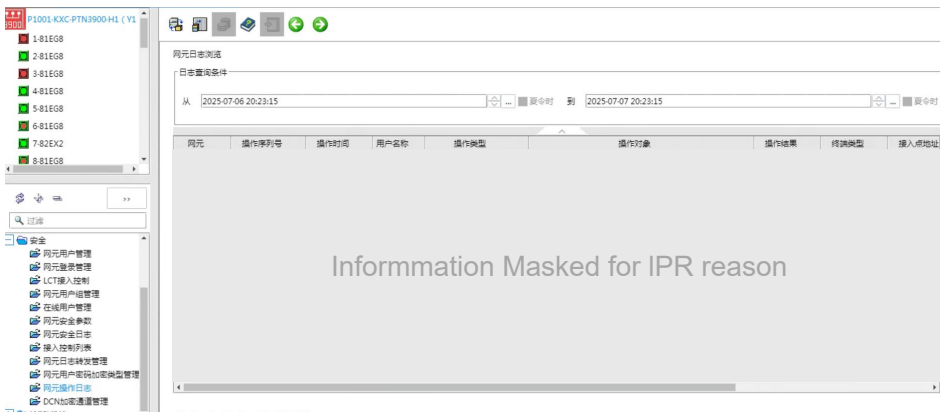 3900
P1001-KXC-PTN3900-H1 ( Y1
1-81EG8
2-81EG8
3-81EG8
4-81EG8
5-81EG8
6-81EG8
7-82EX2
8-81EG8
>>
过滤
安全
网元用户管理
网元登录管理
LCT接入控制
网元用户组管理
在线用户管理
网元安全参数
网元安全日志
接入控制列表
网元日志转发管理
网元用户密码加密类型管理
网元操作日志
DCN加密通道管理
网元日志浏览
日志查询条件
从 2025-07-06 20:23:15 ... 夏令时 到 2025-07-07 20:23:15 ... 夏令时
网元 操作序列号 操作时间 用户名称 操作类型 操作对象 操作结果 终端类型 接入点地址
Informmation Masked for IPR reason